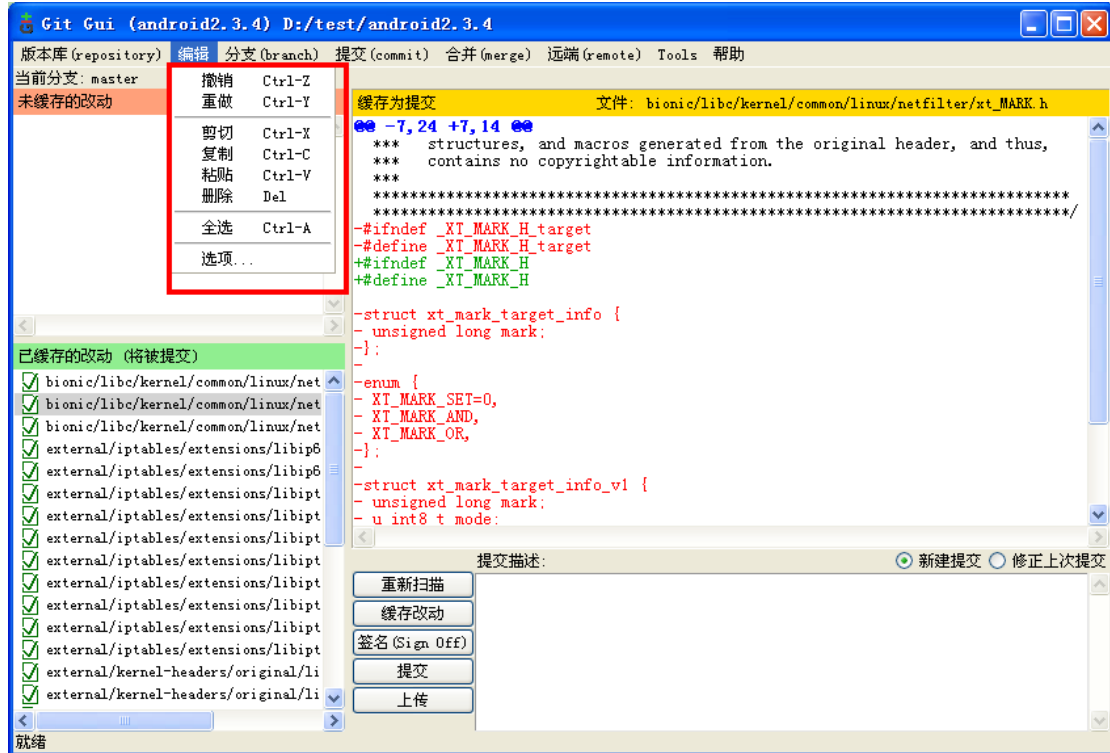 Git Gui (android2.3.4) D:/test/android2.3.4
版本库(repository) 编辑 分支(branch) 提交(commit) 合并(merge) 远端(remote) Tools 帮助
当前分支: master
未缓存的改动
撤销 Ctrl-Z
重做 Ctrl-Y
剪切 Ctrl-X
复制 Ctrl-C
粘贴 Ctrl-V
删除 Del
全选 Ctrl-A
选项...
缓存为提交 文件: bionic/libc/kernel/common/linux/netfilter/xt_MARK.h
@@ -7,24 +7,14 @@
*** structures, and macros generated from the original header, and thus,
*** contains no copyrightable information.
***
****************************************************************************
****************************************************************************/
-#ifndef _XT_MARK_H_target
-#define _XT_MARK_H_target
+#ifndef _XT_MARK_H
+#define _XT_MARK_H
-struct xt_mark_target_info {
- unsigned long mark;
-};
-
-enum {
- XT_MARK_SET=0,
- XT_MARK_AND,
- XT_MARK_OR,
-};
-
-struct xt_mark_target_info_v1 {
- unsigned long mark;
- u_int8_t mode;
已缓存的改动 (将被提交)
bionic/libc/kernel/common/linux/net
bionic/libc/kernel/common/linux/net
bionic/libc/kernel/common/linux/net
external/iptables/extensions/libip6
external/iptables/extensions/libip6
external/iptables/extensions/libipt
external/iptables/extensions/libipt
external/iptables/extensions/libipt
external/iptables/extensions/libipt
external/iptables/extensions/libipt
external/iptables/extensions/libipt
external/iptables/extensions/libipt
external/iptables/extensions/libipt
external/kernel-headers/original/li
external/kernel-headers/original/li
提交描述: 新建提交 修正上次提交
重新扫描
缓存改动
签名(Sign Off)
提交
上传
就绪